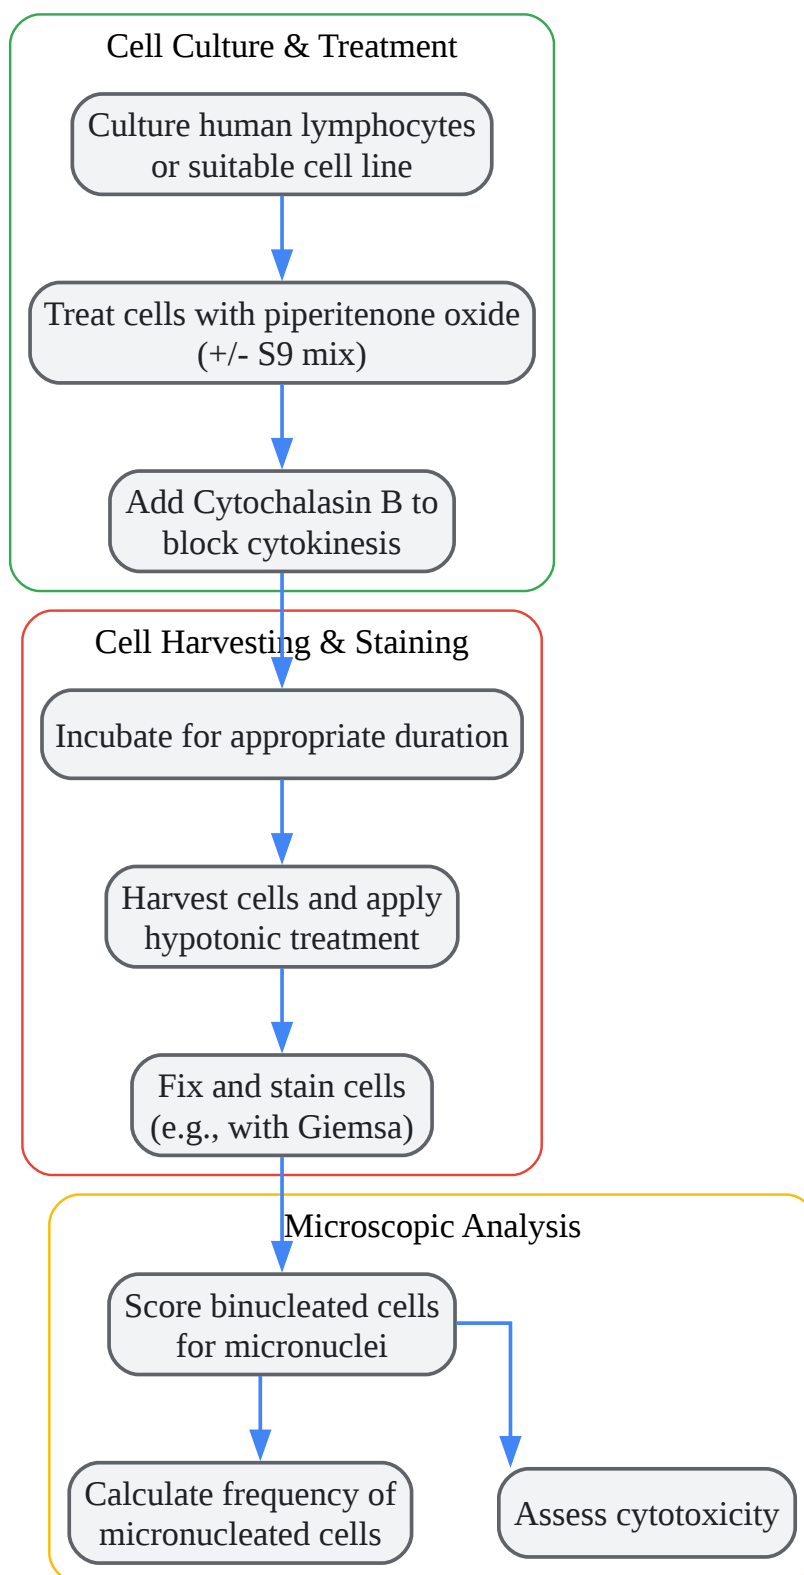 Cell Culture & Treatment
Culture human lymphocytes
or suitable cell line
Treat cells with piperitenone oxide
(+/- S9 mix)
Add Cytochalasin B to
block cytokinesis
Cell Harvesting & Staining
Incubate for appropriate duration
Harvest cells and apply
hypotonic treatment
Fix and stain cells
(e.g., with Giemsa)
Microscopic Analysis
Score binucleated cells
for micronuclei
Calculate frequency of
micronucleated cells
Assess cytotoxicity